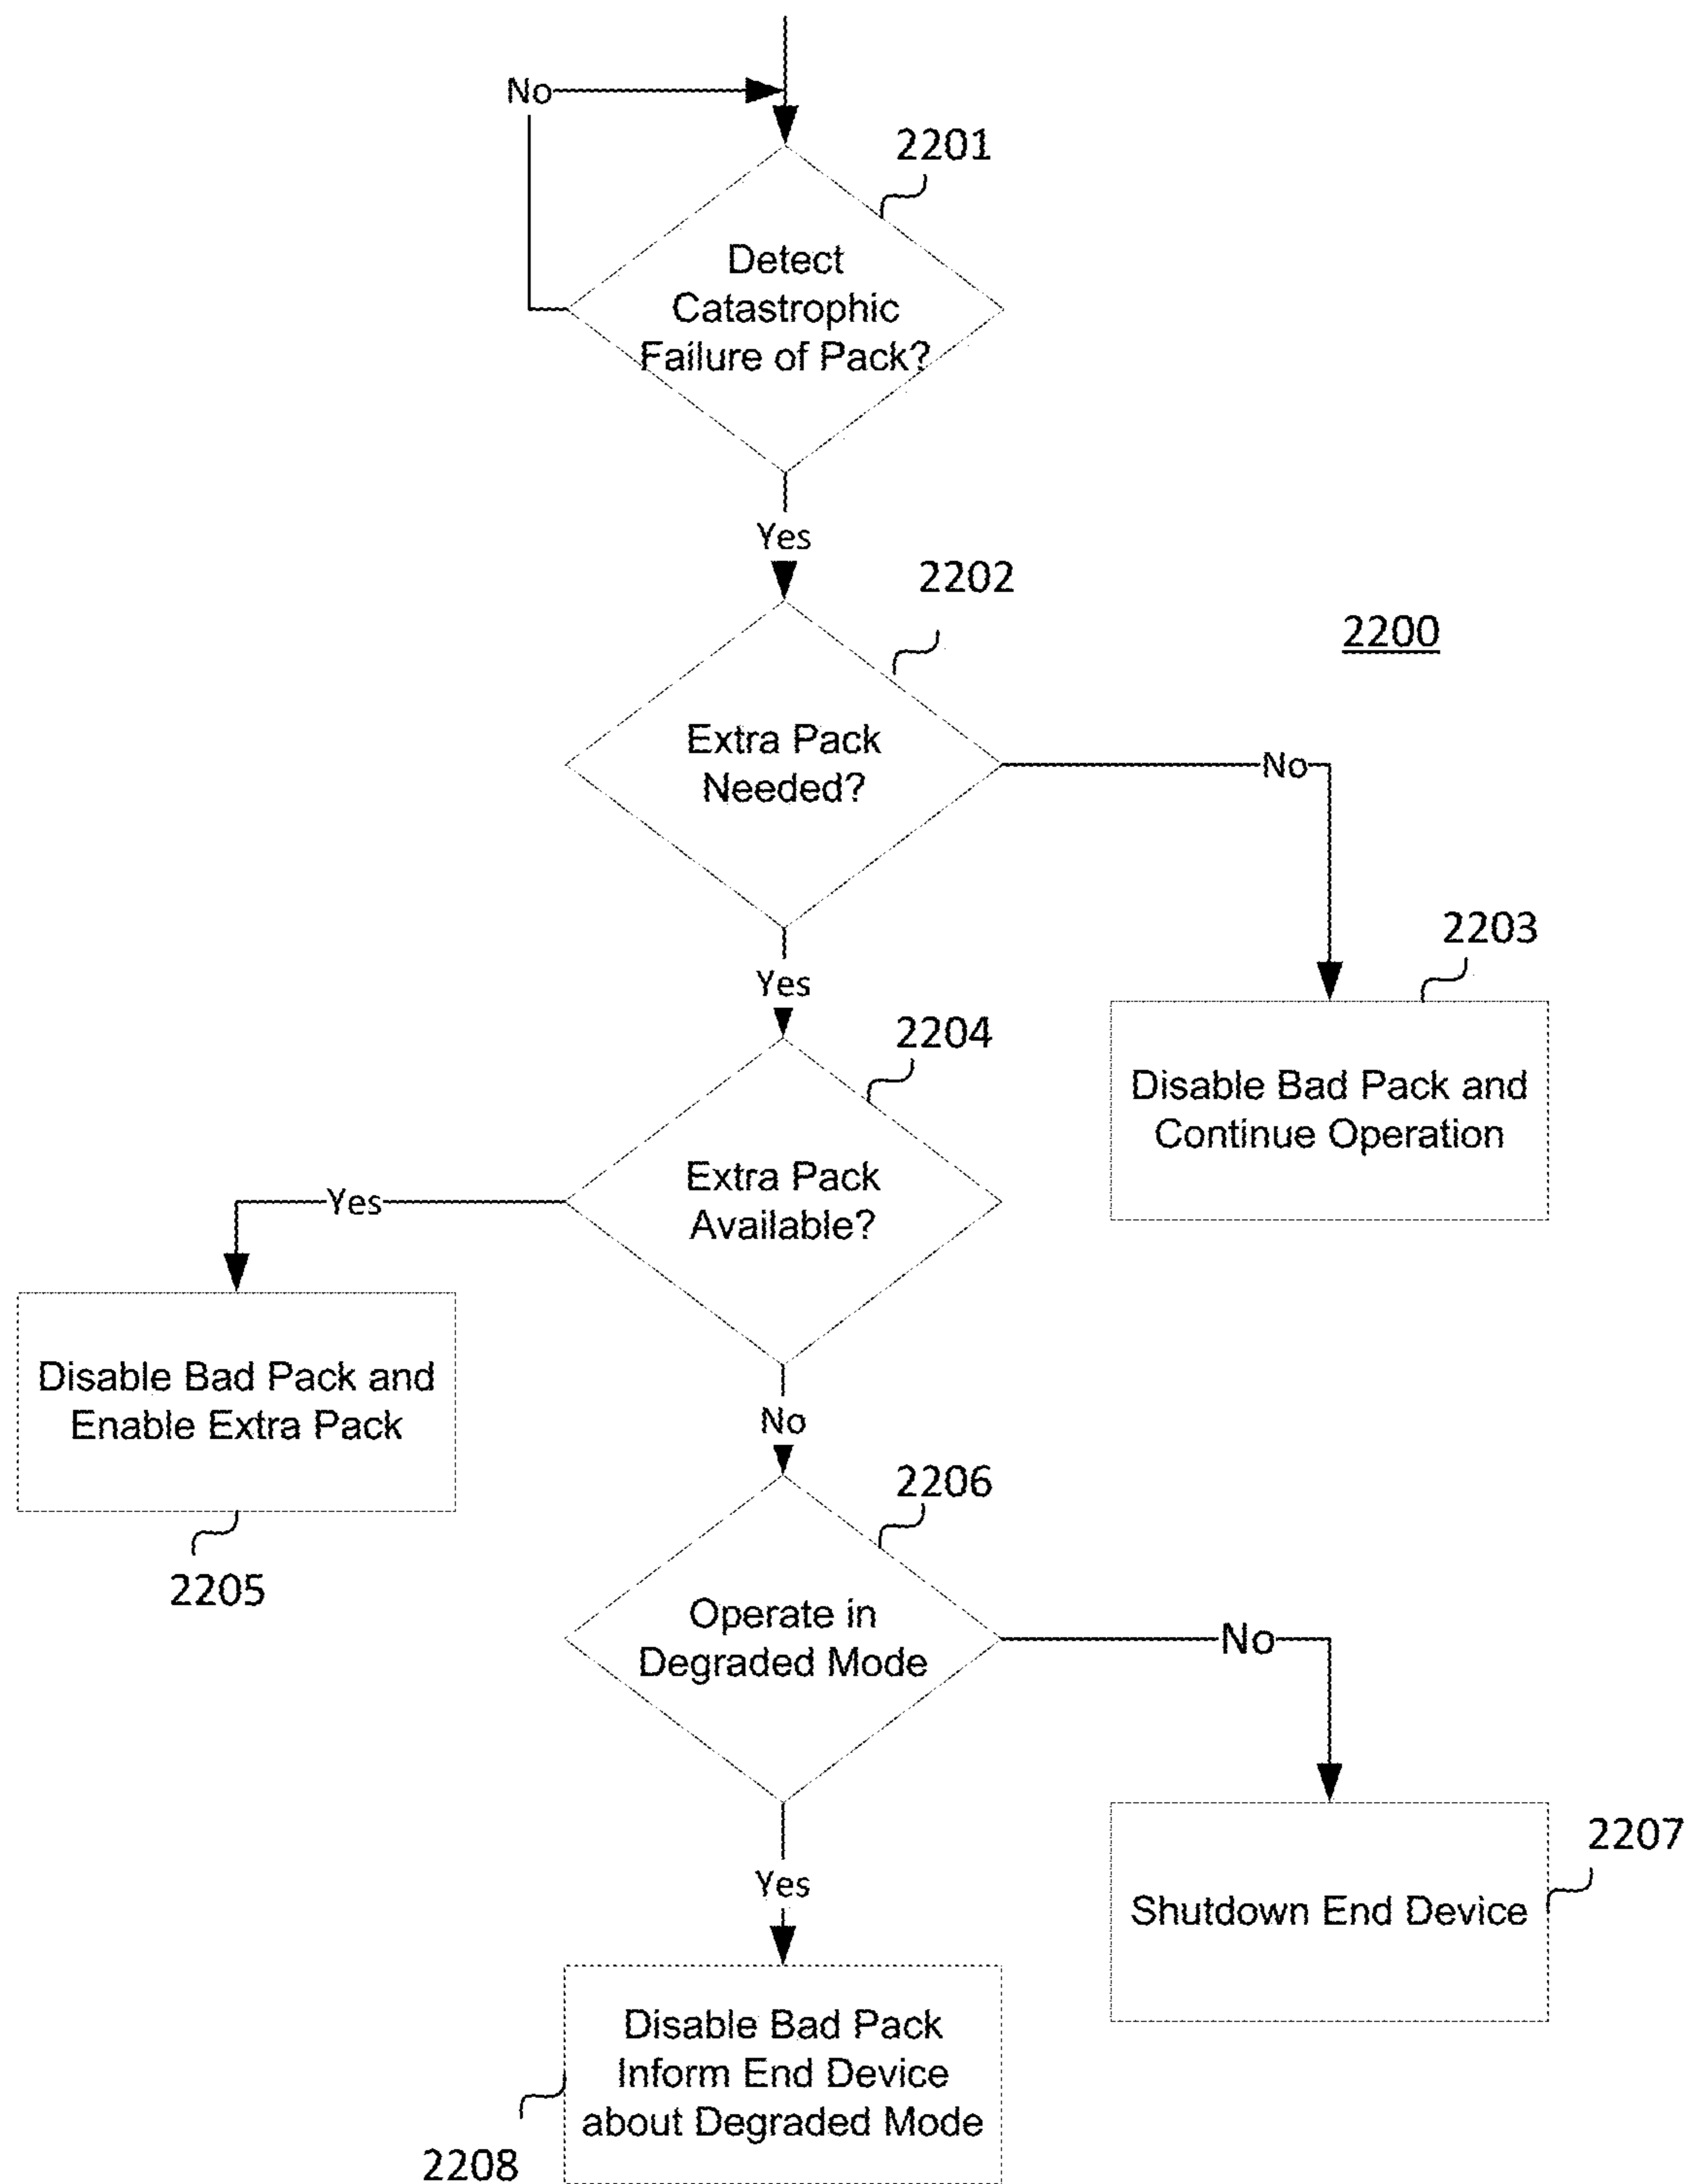 No
2201
Detect
Catastrophic
Failure of Pack?
Yes
2202
2200
Extra Pack
Needed?
No
2203
Yes
Disable Bad Pack and
Continue Operation
2204
Extra Pack
Available?
Yes
Disable Bad Pack and
Enable Extra Pack
2205
No
2206
Operate in
Degraded Mode
No
2207
Shutdown End Device
Yes
Disable Bad Pack
Inform End Device
about Degraded Mode
2208